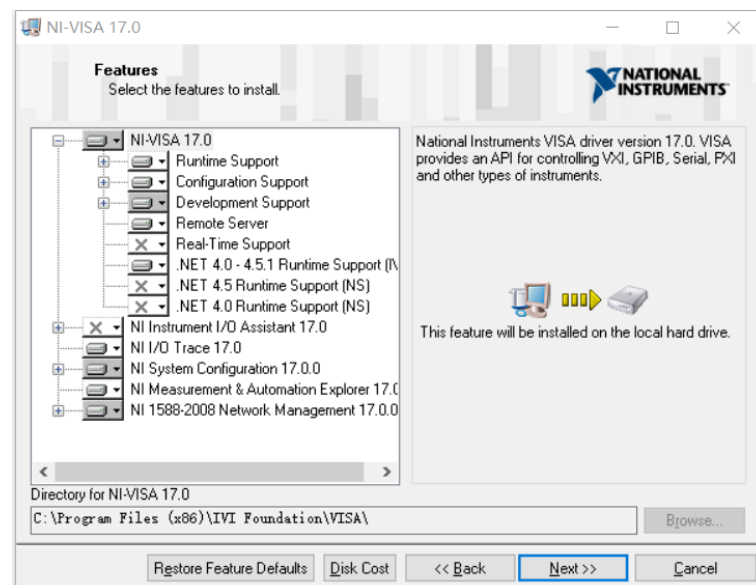 NI-VISA 17.0
Features
Select the features to install.
NATIONAL
INSTRUMENTS
NI-VISA 17.0
Runtime Support
Configuration Support
Development Support
Remote Server
Real-Time Support
.NET 4.0 - 4.5.1 Runtime Support (I\
.NET 4.5 Runtime Support (NS)
.NET 4.0 Runtime Support (NS)
NI Instrument I/O Assistant 17.0
NI I/O Trace 17.0
NI System Configuration 17.0.0
NI Measurement & Automation Explorer 17.0
NI 1588-2008 Network Management 17.0.0
National Instruments VISA driver version 17.0. VISA
provides an API for controlling VXI, GPIB, Serial, PXI
and other types of instruments.
This feature will be installed on the local hard drive.
Directory for NI-VISA 17.0
C:\Program Files (x86)\IVI Foundation\VISA\
Browse...
Restore Feature Defaults
Disk Cost
<< Back
Next >>
Cancel